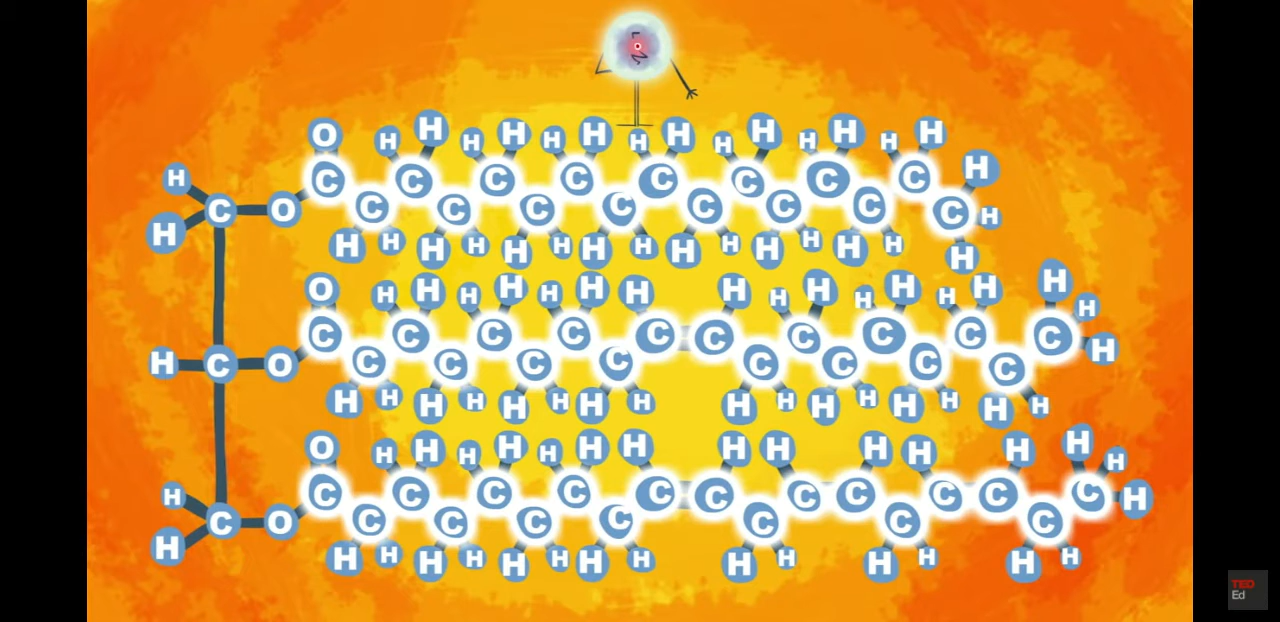 O H H H H H H H H H H H H H H
H C C C C C C C C H
C O C C C C C C C C H
H H H H H H H H H H H H H H H H
O H H H H H H H H H H H H H H H H
C C C C C C C C C C H
H C O C C C C C C C C
H H H H H H H H H H H H H H H H
O H H H H H H H H H H H H H H
H C C C C C C C C C C C H
C O C C C C C C C
H H H H H H H H H H H H H H H
TED
Ed